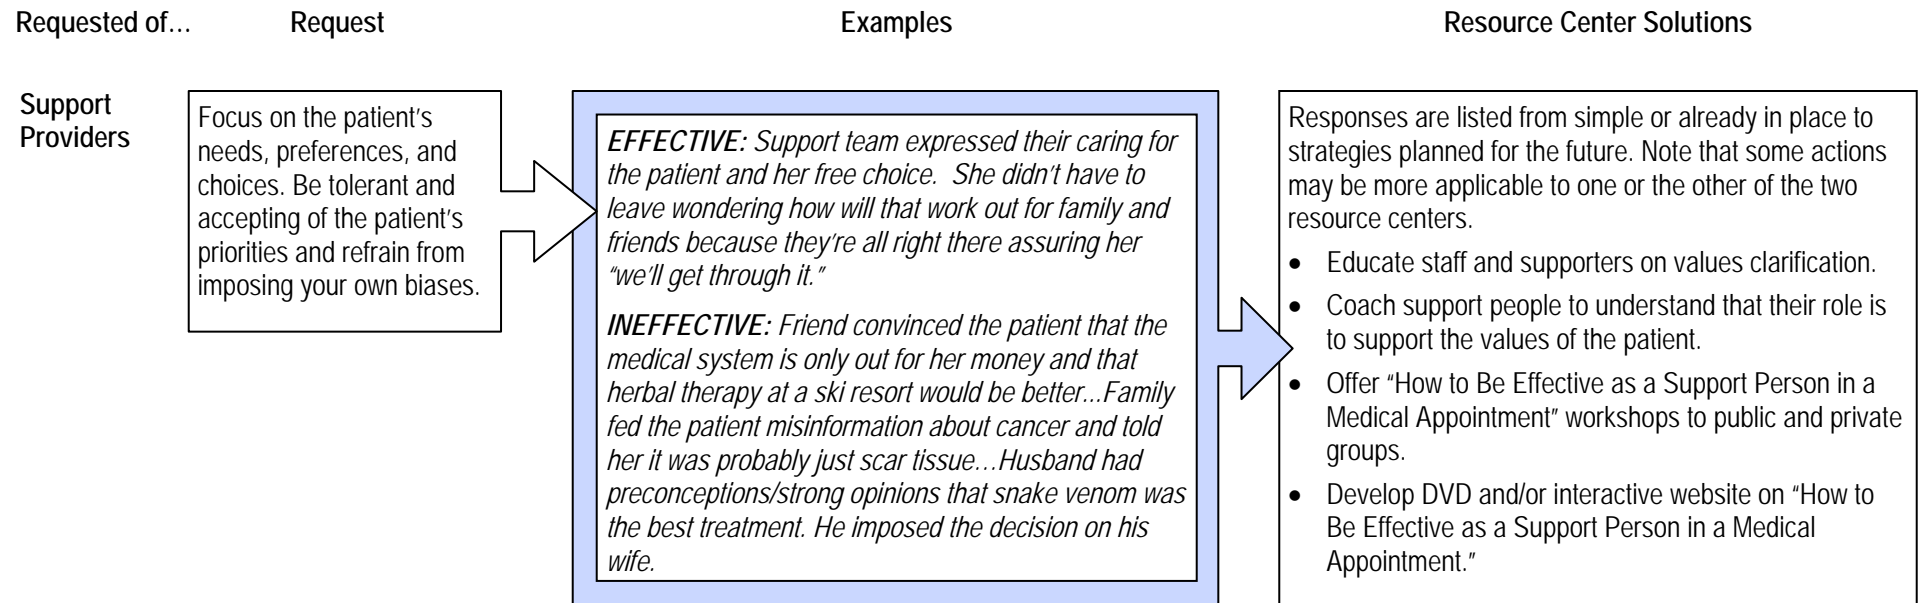 Requested of… Request Examples Resource Center Solutions
Support
Providers
Focus on the patient’s
needs, preferences, and
choices. Be tolerant and
accepting of the patient’s
priorities and refrain from
imposing your own biases.
EFFECTIVE: Support team expressed their caring for
the patient and her free choice.  She didn’t have to
leave wondering how will that work out for family and
friends because they’re all right there assuring her
“we’ll get through it.”
INEFFECTIVE: Friend convinced the patient that the
medical system is only out for her money and that
herbal therapy at a ski resort would be better...Family
fed the patient misinformation about cancer and told
her it was probably just scar tissue…Husband had
preconceptions/strong opinions that snake venom was
the best treatment. He imposed the decision on his
wife.
Responses are listed from simple or already in place to
strategies planned for the future. Note that some actions
may be more applicable to one or the other of the two
resource centers.
• Educate staff and supporters on values clarification.
• Coach support people to understand that their role is
to support the values of the patient.
• Offer “How to Be Effective as a Support Person in a
Medical Appointment” workshops to public and private
groups.
• Develop DVD and/or interactive website on “How to
Be Effective as a Support Person in a Medical
Appointment.”